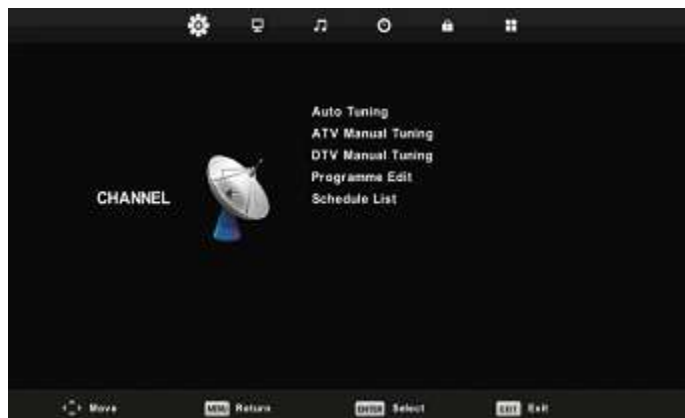 Auto Tuning
ATV Manual Tuning
DTV Manual Tuning
Programme Edit
CHANNEL
Schedule List
Move
MENU Return
ENTER Select
EXIT Exit